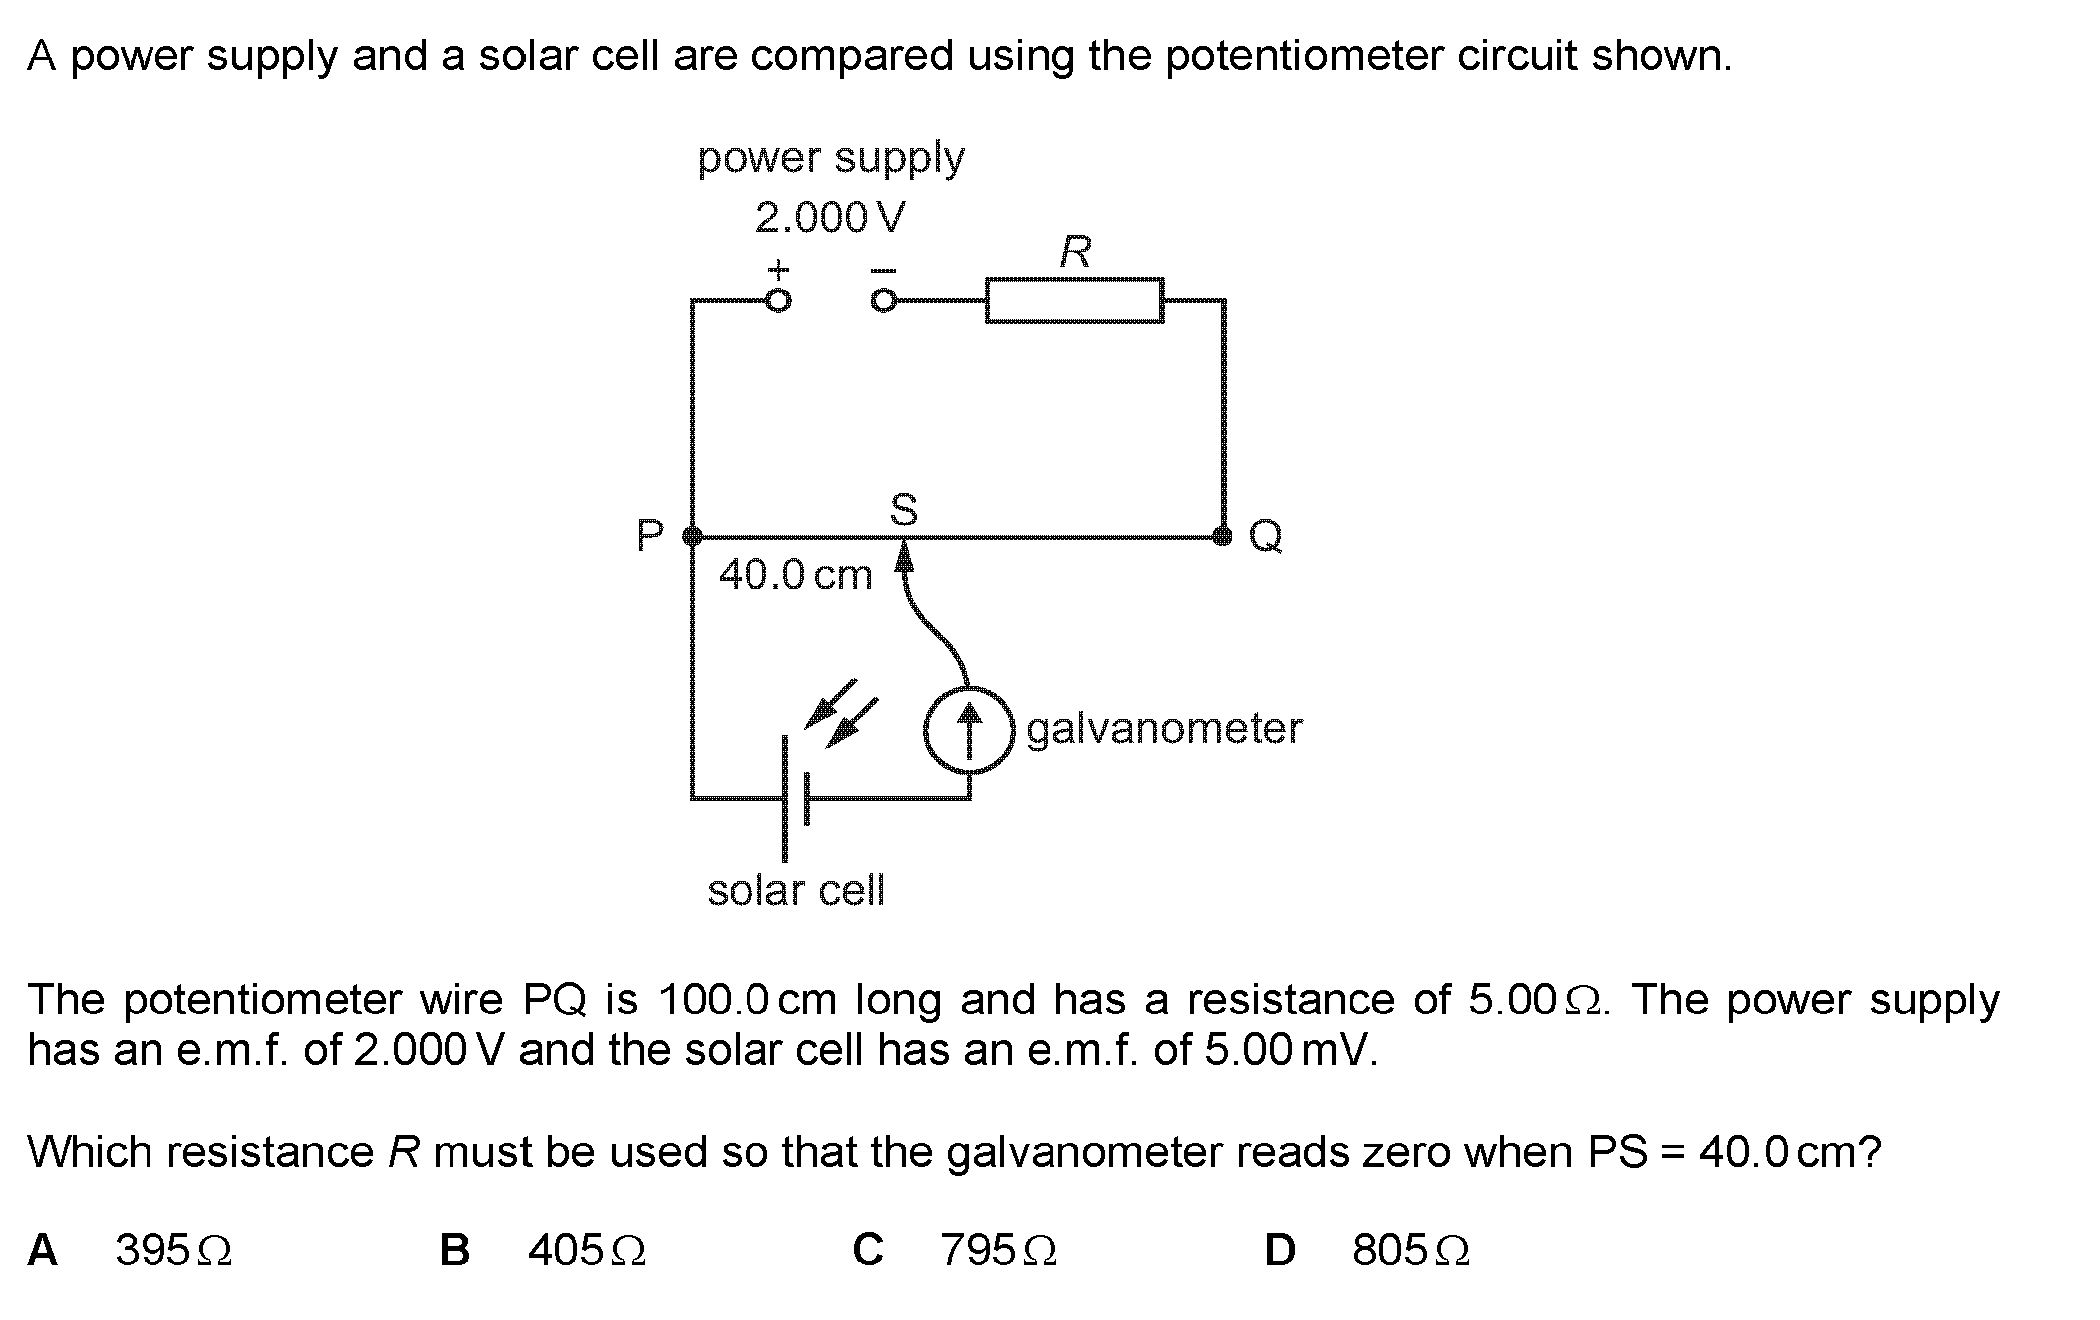 A power supply and a solar cell are compared using the potentiometer circuit shown.
power supply
2.000 V
+ −
R
S
P Q
40.0 cm
galvanometer
solar cell
The potentiometer wire PQ is 100.0 cm long and has a resistance of 5.00 Ω. The power supply
has an e.m.f. of 2.000 V and the solar cell has an e.m.f. of 5.00 mV.
Which resistance R must be used so that the galvanometer reads zero when PS = 40.0 cm?
A 395 Ω B 405 Ω C 795 Ω D 805 Ω